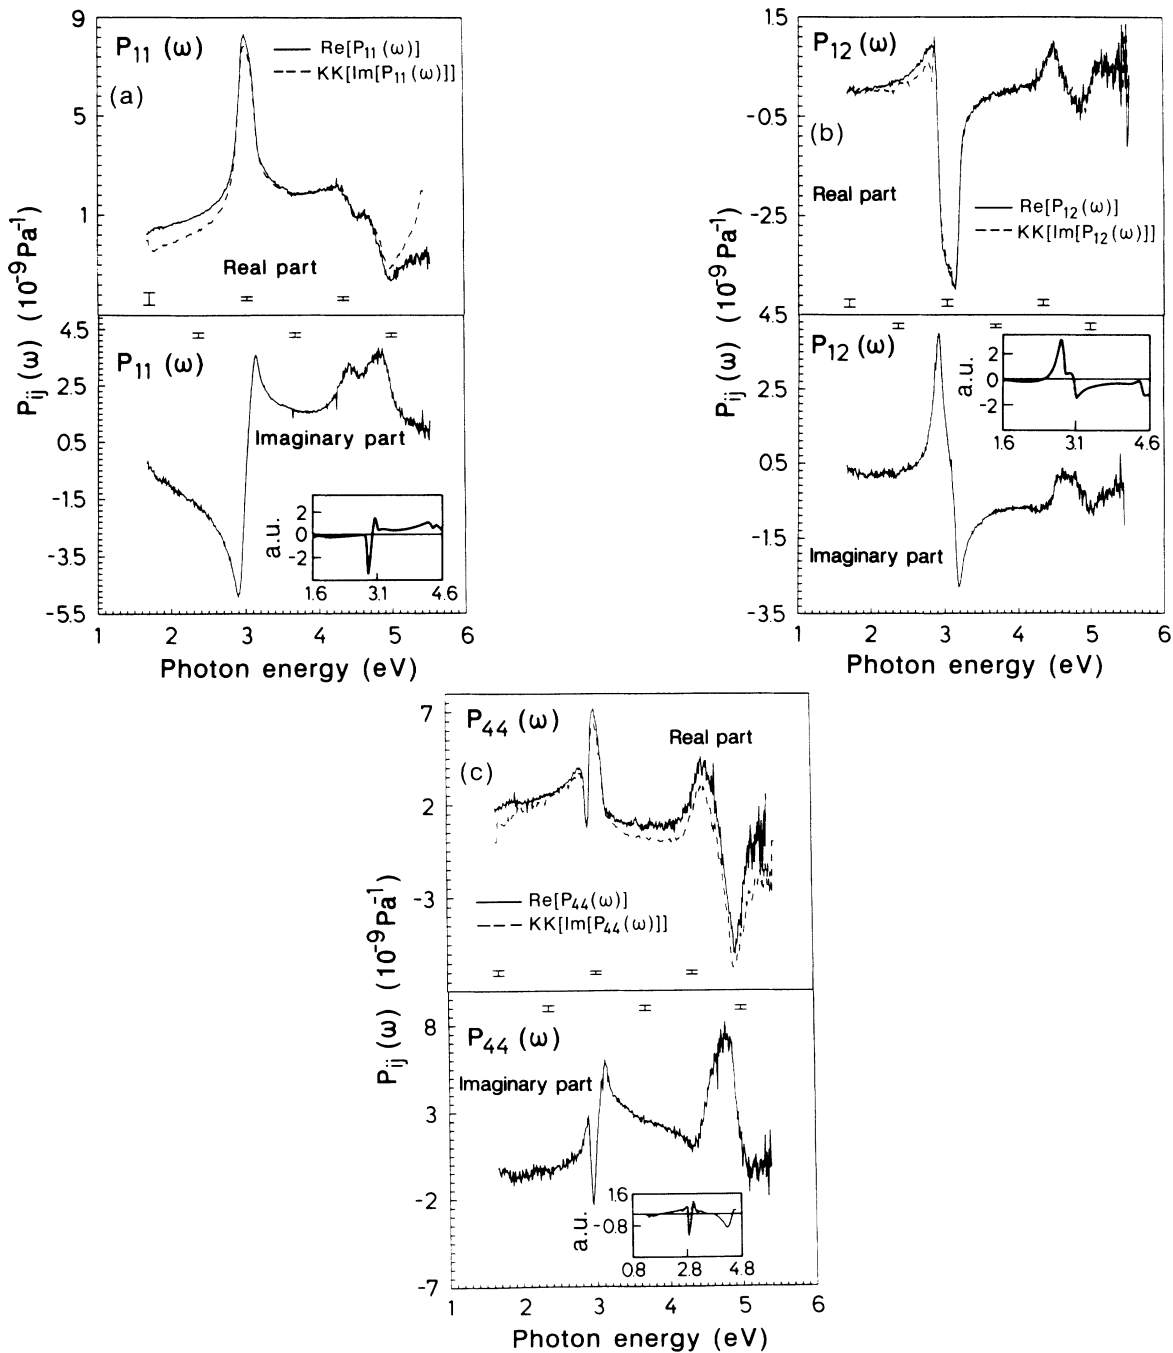 9
5
1
P11 (ω)
(a)
Re[P11(ω)]
KK[Im[P11(ω)]]
Real part
4.5
2.5
0.5
-1.5
-3.5
-5.5
P11 (ω)
Imaginary part
a.u.
2
0
-2
1.6 3.1 4.6
1 2 3 4 5 6
Photon energy (eV)
Pij (ω) (10-9Pa-1)
1.5
-0.5
-2.5
P12 (ω)
(b)
Real part
Re[P12(ω)]
KK[Im[P12(ω)]]
4.5
2.5
0.5
-1.5
-3.5
P12 (ω)
Imaginary part
a.u.
2
0
-2
1.6 3.1 4.6
1 2 3 4 5 6
Photon energy (eV)
Pij (ω) (10-9Pa-1)
7
2
-3
P44 (ω)
(c)
Real part
Re[P44(ω)]
KK[Im[P44(ω)]]
8
3
-2
-7
P44 (ω)
Imaginary part
a.u.
1.6
-0.8
0.8 2.8 4.8
1 2 3 4 5 6
Photon energy (eV)
Pij (ω) (10-9Pa-1)